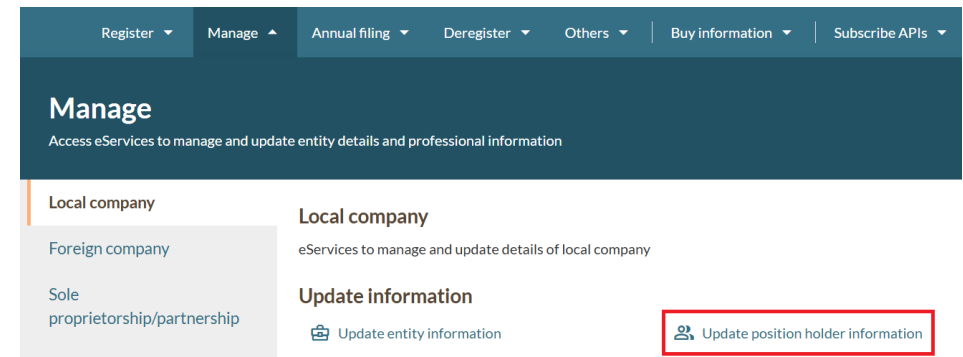 Register Manage Annual filing Deregister Others Buy information Subscribe APIs
Manage
Access eServices to manage and update entity details and professional information
Local company
Foreign company
Sole
proprietorship/partnership
Local company
eServices to manage and update details of local company
Update information
Update entity information
Update position holder information